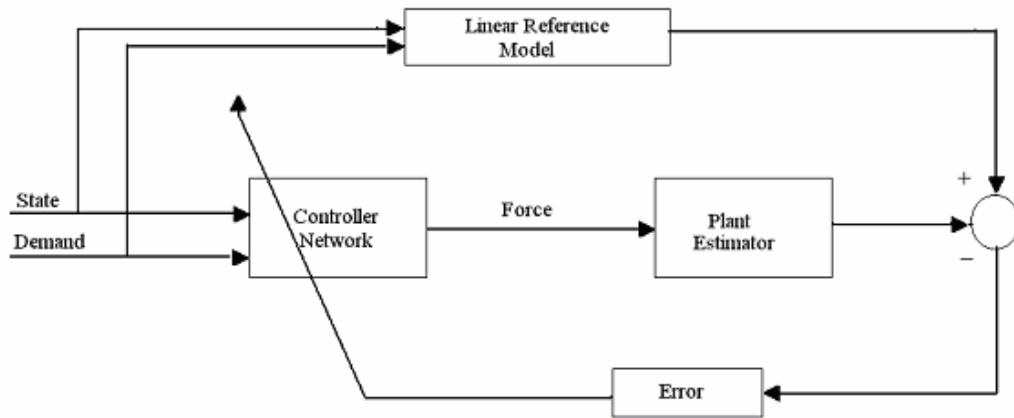 Linear Reference
Model
State
Demand
Controller
Network
Force
Plant
Estimator
+
−
Error